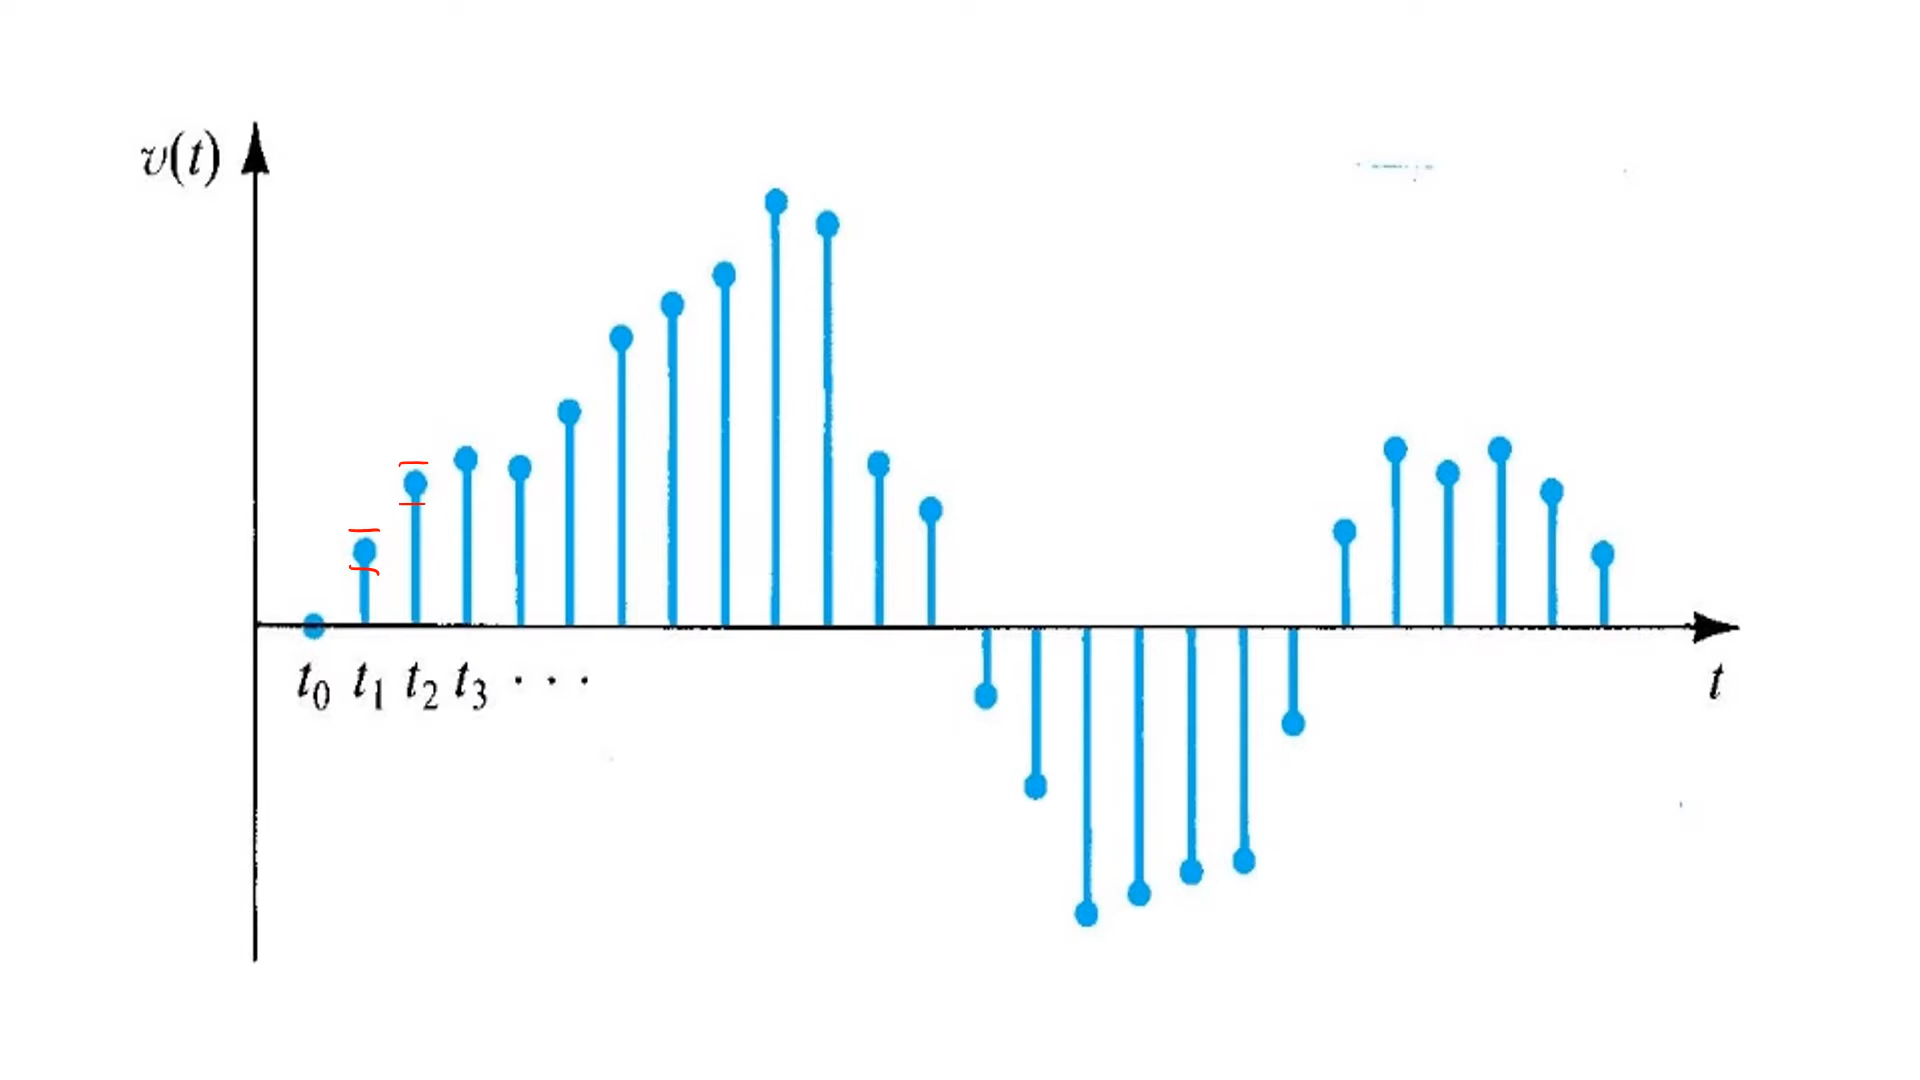 v(t)
t₀ t₁ t₂ t₃ · · ·
t